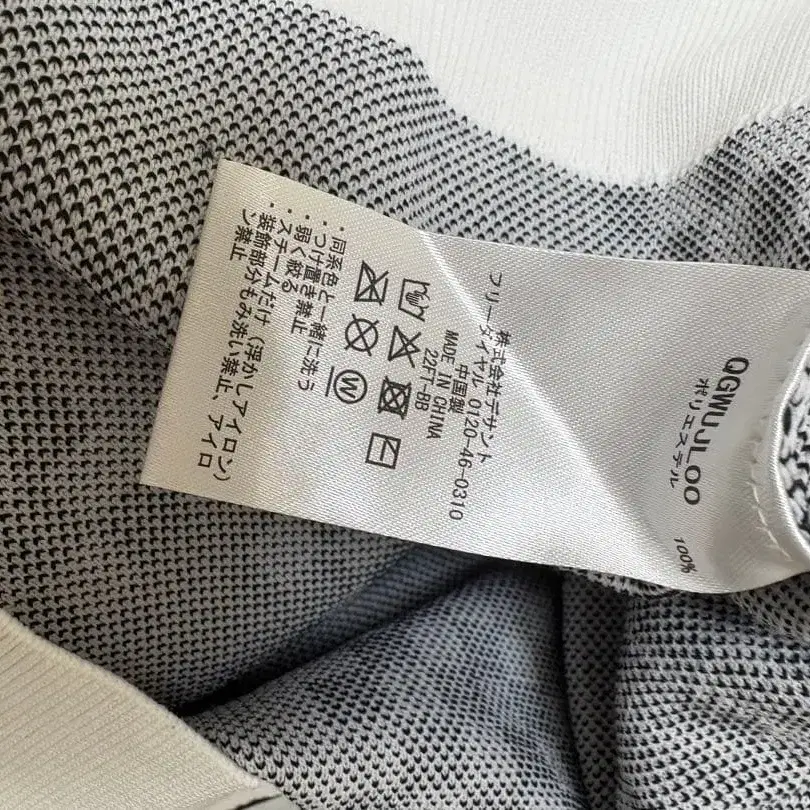 QGWUJL00
ポリエステル 100%
株式会社デサント
フリーダイヤル 0120-46-0310
中国製
MADE IN CHINA
22FT-BB
W
・同系色と一緒に洗う
・つけ置き禁止
・弱く絞る
・スチームだけ(浮かしアイロン)
・装飾部分もみ洗い禁止、アイロ
ン禁止